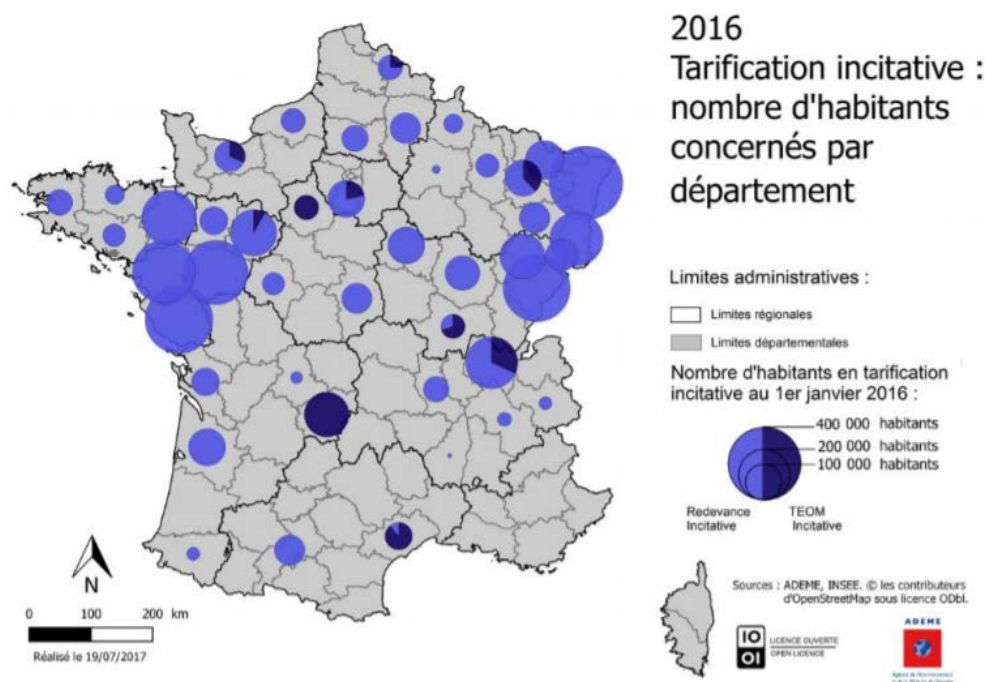 2016
Tarification incitative :
nombre d'habitants
concernés par
département
Limites administratives :
Limites régionales
Limites départementales
Nombre d'habitants en tarification
incitative au 1er janvier 2016 :
400 000 habitants
200 000 habitants
100 000 habitants
Redevance
Incitative
TEOM
Incitative
N
0 100 200 km
Réalisé le 19/07/2017
Sources : ADEME, INSEE. © les contributeurs
d'OpenStreetMap sous licence ODbl.
LICENCE OUVERTE
OPEN LICENCE
ADEME